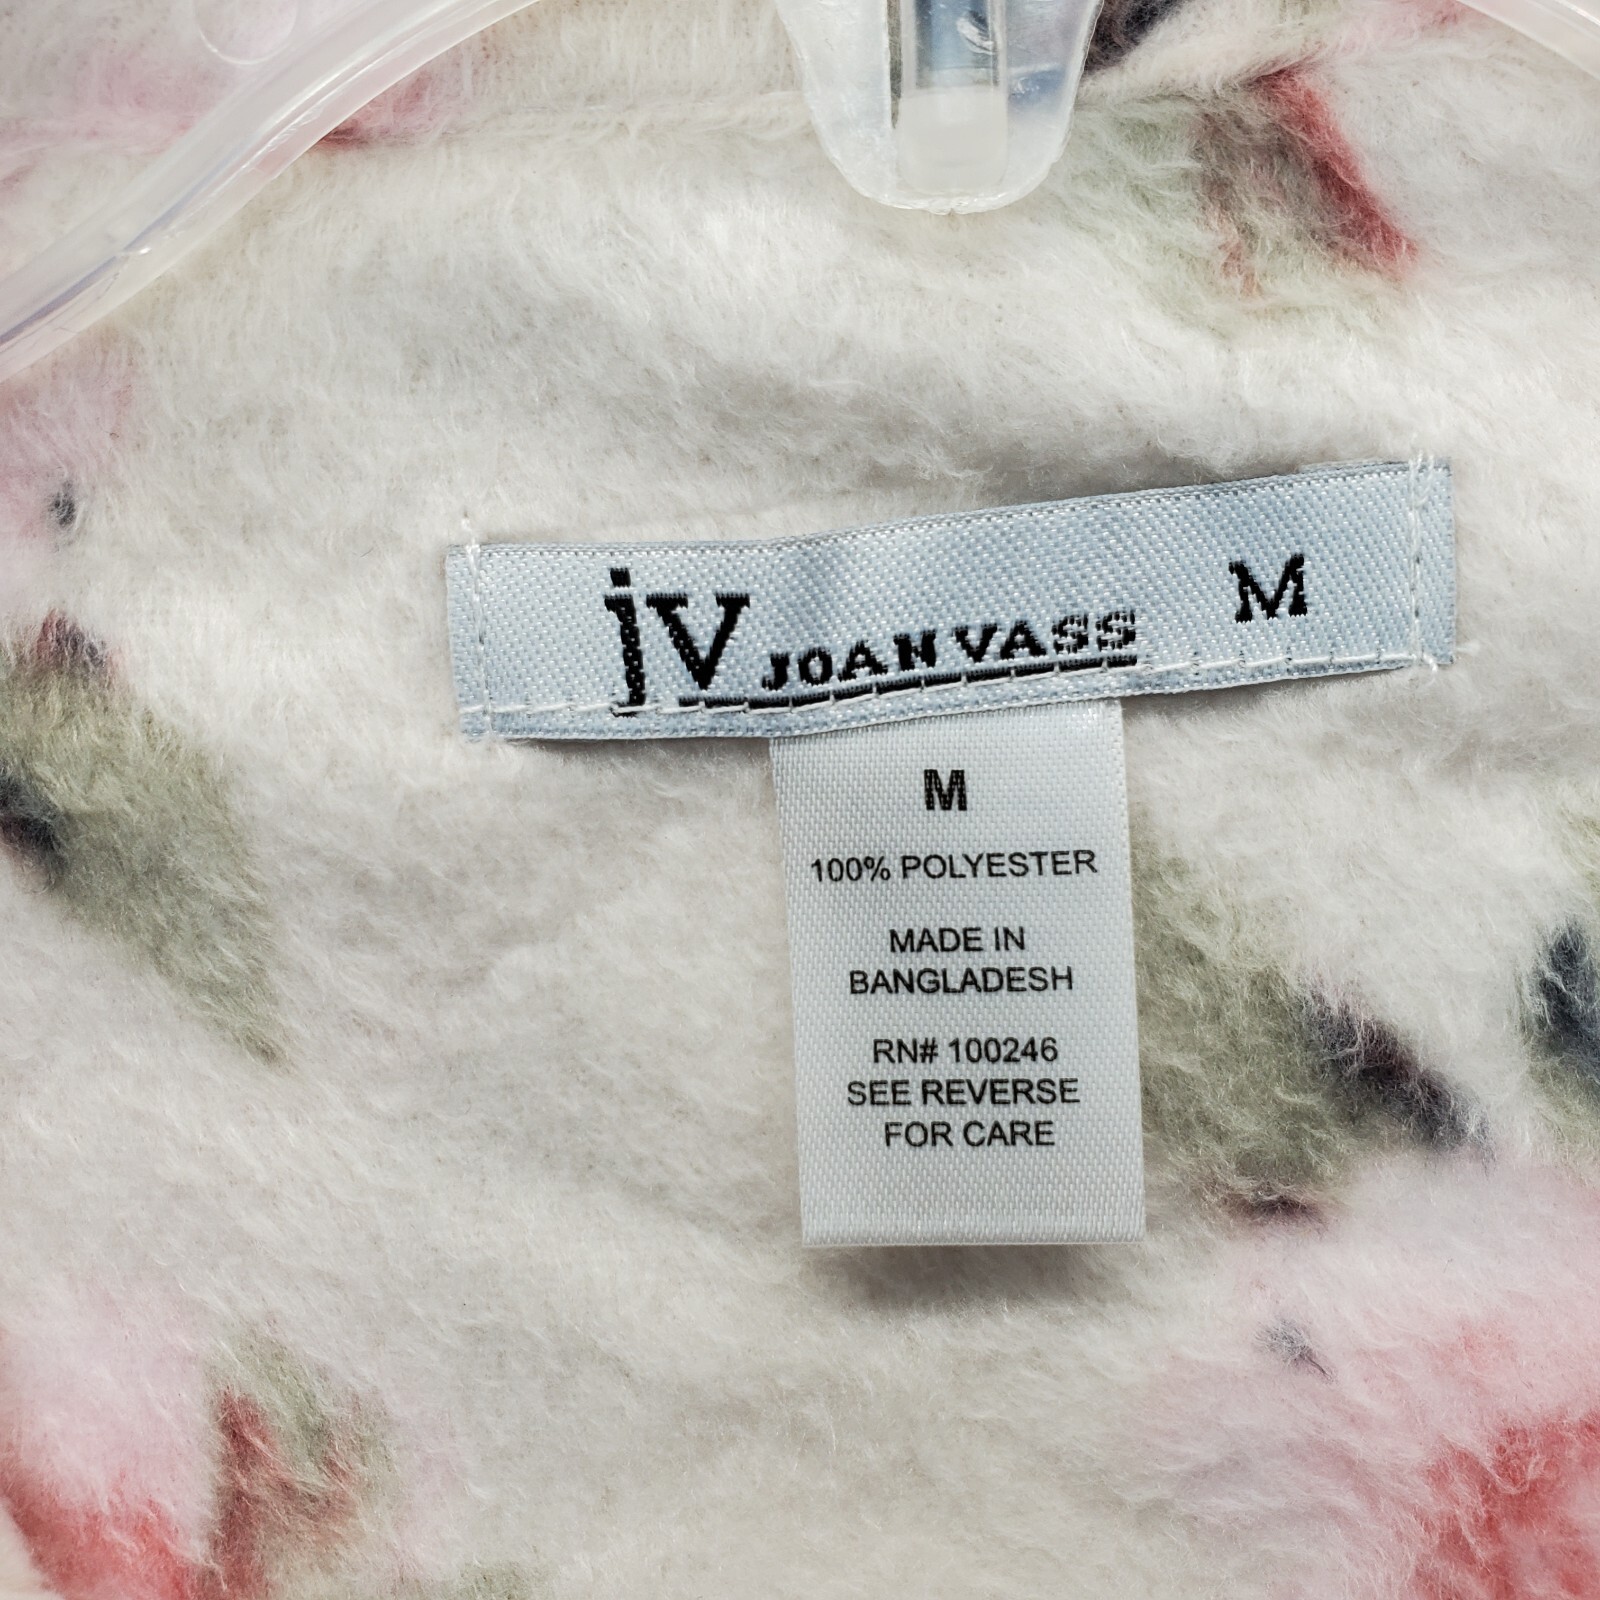 jv JOAN VASS M
M
100% POLYESTER
MADE IN
BANGLADESH
RN# 100246
SEE REVERSE
FOR CARE